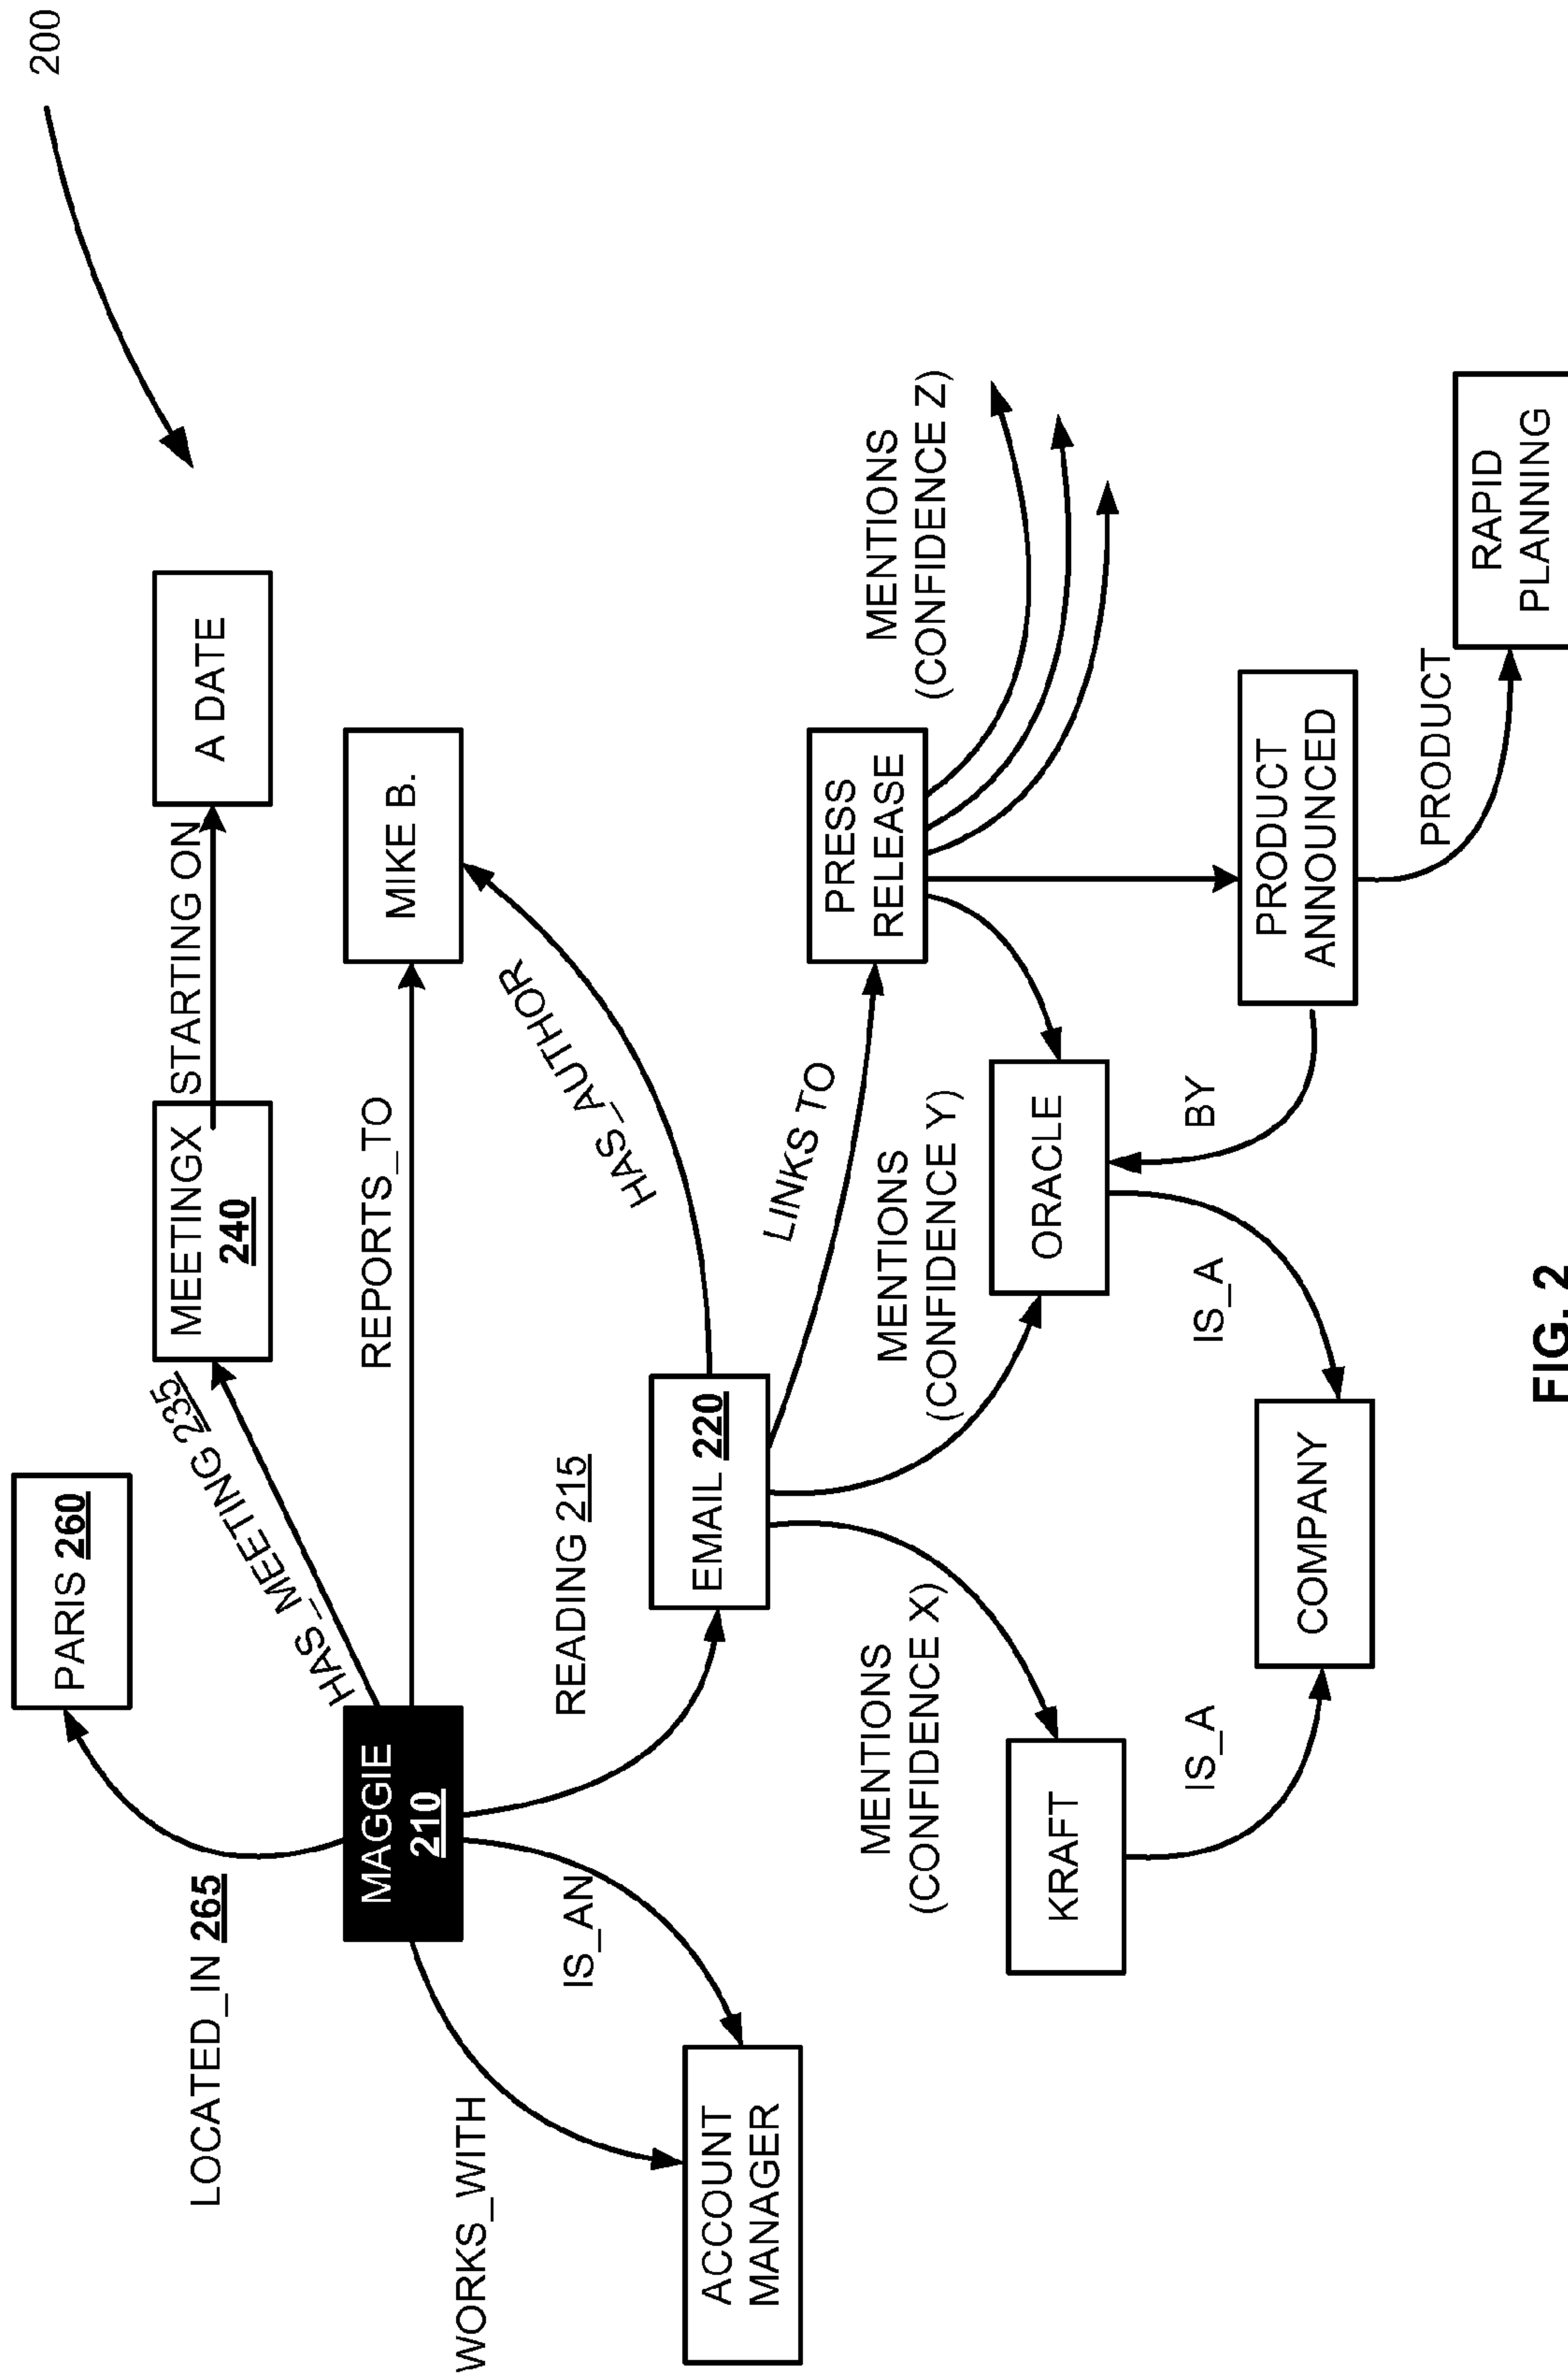 200
LOCATED_IN 265
PARIS 260
HAS_MEETING 235
MEETINGX
240
STARTING ON
A DATE
MAGGIE
210
REPORTS_TO
MIKE B.
WORKS_WITH
IS_AN
READING 215
HAS_AUTHOR
ACCOUNT
MANAGER
EMAIL 220
LINKS TO
PRESS
RELEASE
MENTIONS
(CONFIDENCE X)
MENTIONS
(CONFIDENCE Y)
MENTIONS
(CONFIDENCE Z)
KRAFT
ORACLE
IS_A
IS_A
BY
COMPANY
PRODUCT
ANNOUNCED
PRODUCT
RAPID
PLANNING
FIG. 2